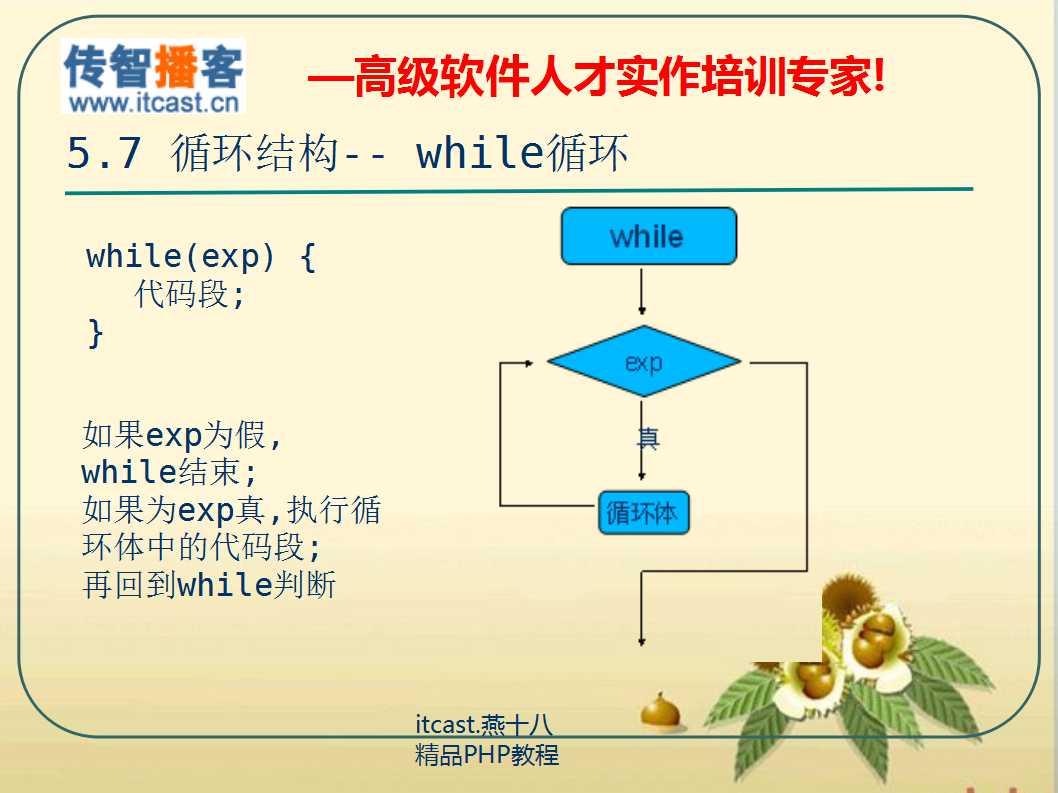 传智播客
www.itcast.cn
—高级软件人才实作培训专家!
5.7 循环结构-- while循环
while(exp) {
代码段;
}
如果exp为假,
while结束;
如果为exp真,执行循
环体中的代码段;
再回到while判断
while
exp
真
循环体
itcast.燕十八
精品PHP教程